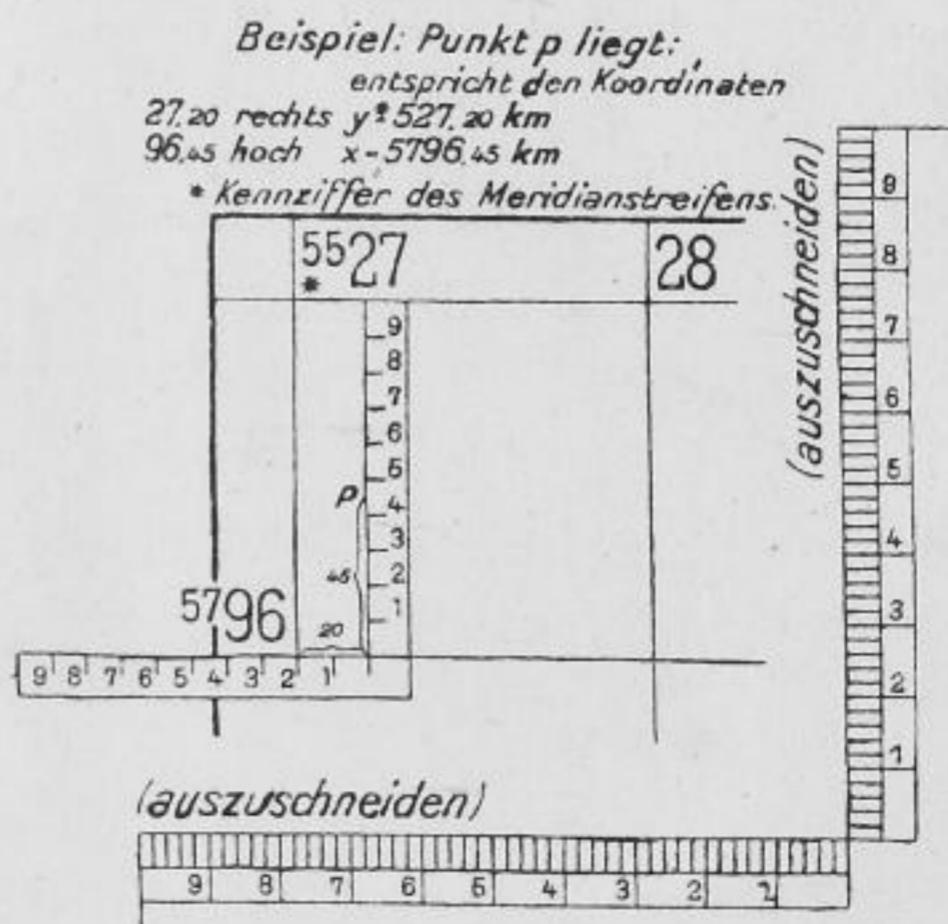 Beispiel: Punkt p liegt:
entspricht den Koordinaten
27,20 rechts y= 527,20 km
96,45 hoch x- 5796,45 km
* Kennziffer des Meridianstreifens.
5527 28
*
9
8
7
6
5
p 4
3
45 2
1
5796 20
9 8 7 6 5 4 3 2 1
(auszuschneiden)
9
8
7
6
5
4
3
2
1
(auszuschneiden)
9 8 7 6 5 4 3 2 1